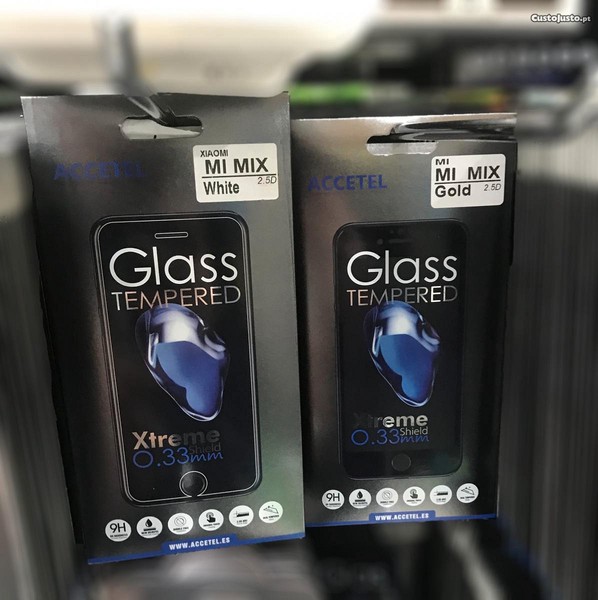 CustoJusto.pt
ACCETEL
XIAOMI
MI MIX
White 2.5D
Glass
TEMPERED
Xtreme
Shield
0.33mm
9H
WWW.ACCETEL.ES
ACCETEL
MI
MI MIX
Gold 2.5D
Glass
TEMPERED
Xtreme
Shield
0.33mm
9H
WWW.ACCETEL.ES